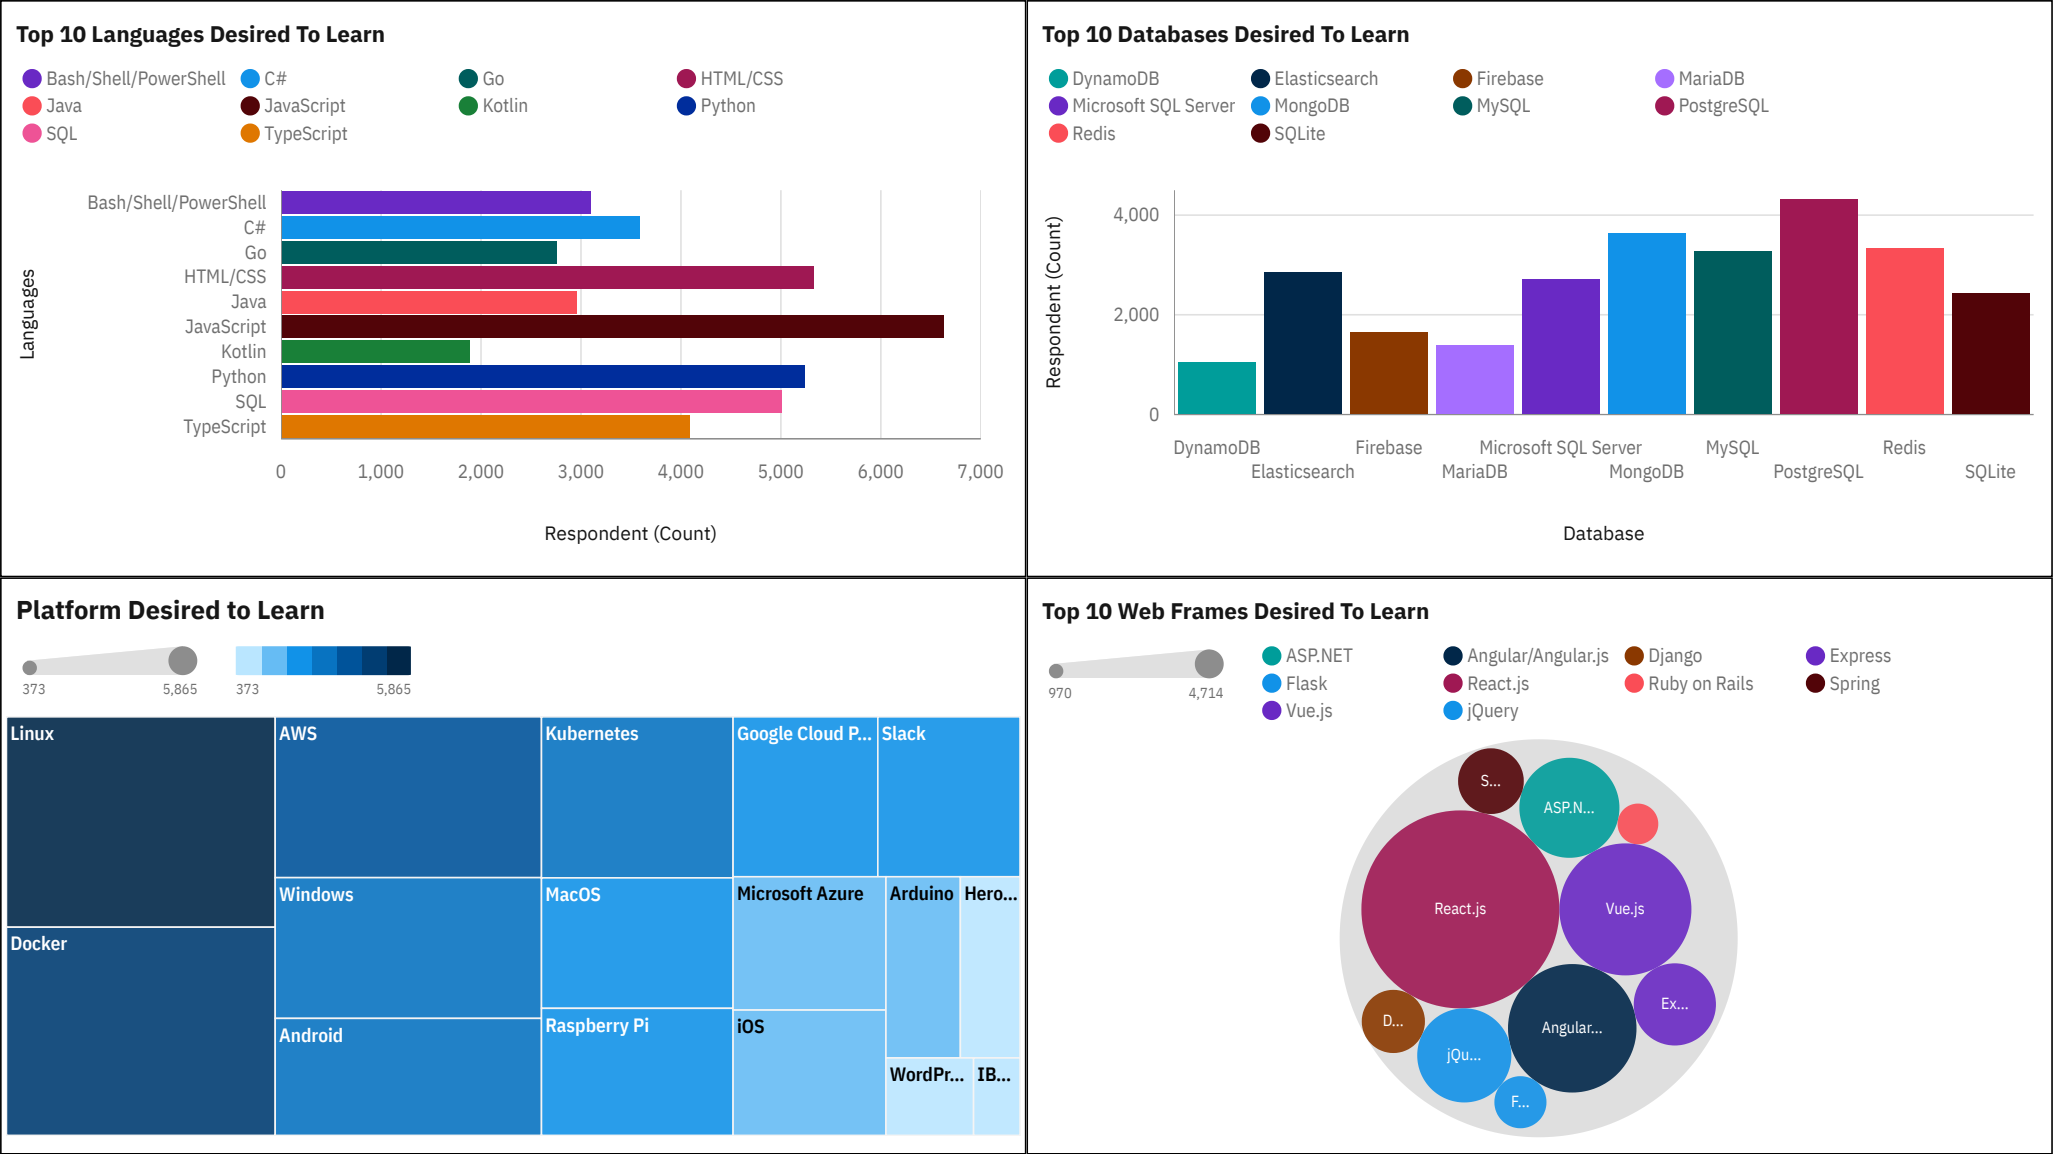 Top 10 Languages Desired To Learn
Bash/Shell/PowerShell C# Go HTML/CSS
Java JavaScript Kotlin Python
SQL TypeScript
Languages
Bash/Shell/PowerShell
C#
Go
HTML/CSS
Java
JavaScript
Kotlin
Python
SQL
TypeScript
0 1,000 2,000 3,000 4,000 5,000 6,000 7,000
Respondent (Count)
Top 10 Databases Desired To Learn
DynamoDB Elasticsearch Firebase MariaDB
Microsoft SQL Server MongoDB MySQL PostgreSQL
Redis SQLite
Respondent (Count)
4,000
2,000
0
DynamoDB Firebase Microsoft SQL Server MySQL Redis
Elasticsearch MariaDB MongoDB PostgreSQL SQLite
Database
Platform Desired to Learn
373 5,865 373 5,865
Linux AWS Kubernetes Google Cloud P... Slack
Windows MacOS Microsoft Azure Arduino Hero...
Docker
Raspberry Pi iOS
Android
WordPr... IB...
Top 10 Web Frames Desired To Learn
ASP.NET Angular/Angular.js Django Express
Flask React.js Ruby on Rails Spring
Vue.js jQuery
970 4,714
S...
ASP.N...
React.js Vue.js
Ex...
D... Angular...
jQu...
F...